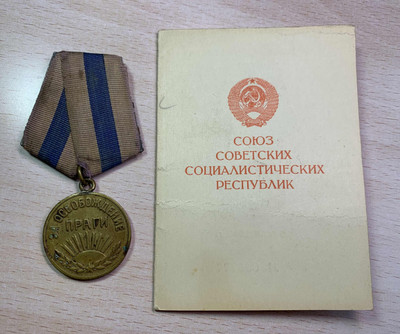 ЗА ОСВОБОЖДЕНИЕ
ПРАГИ
СОЮЗ
СОВЕТСКИХ
СОЦИАЛИСТИЧЕСКИХ
РЕСПУБЛИК